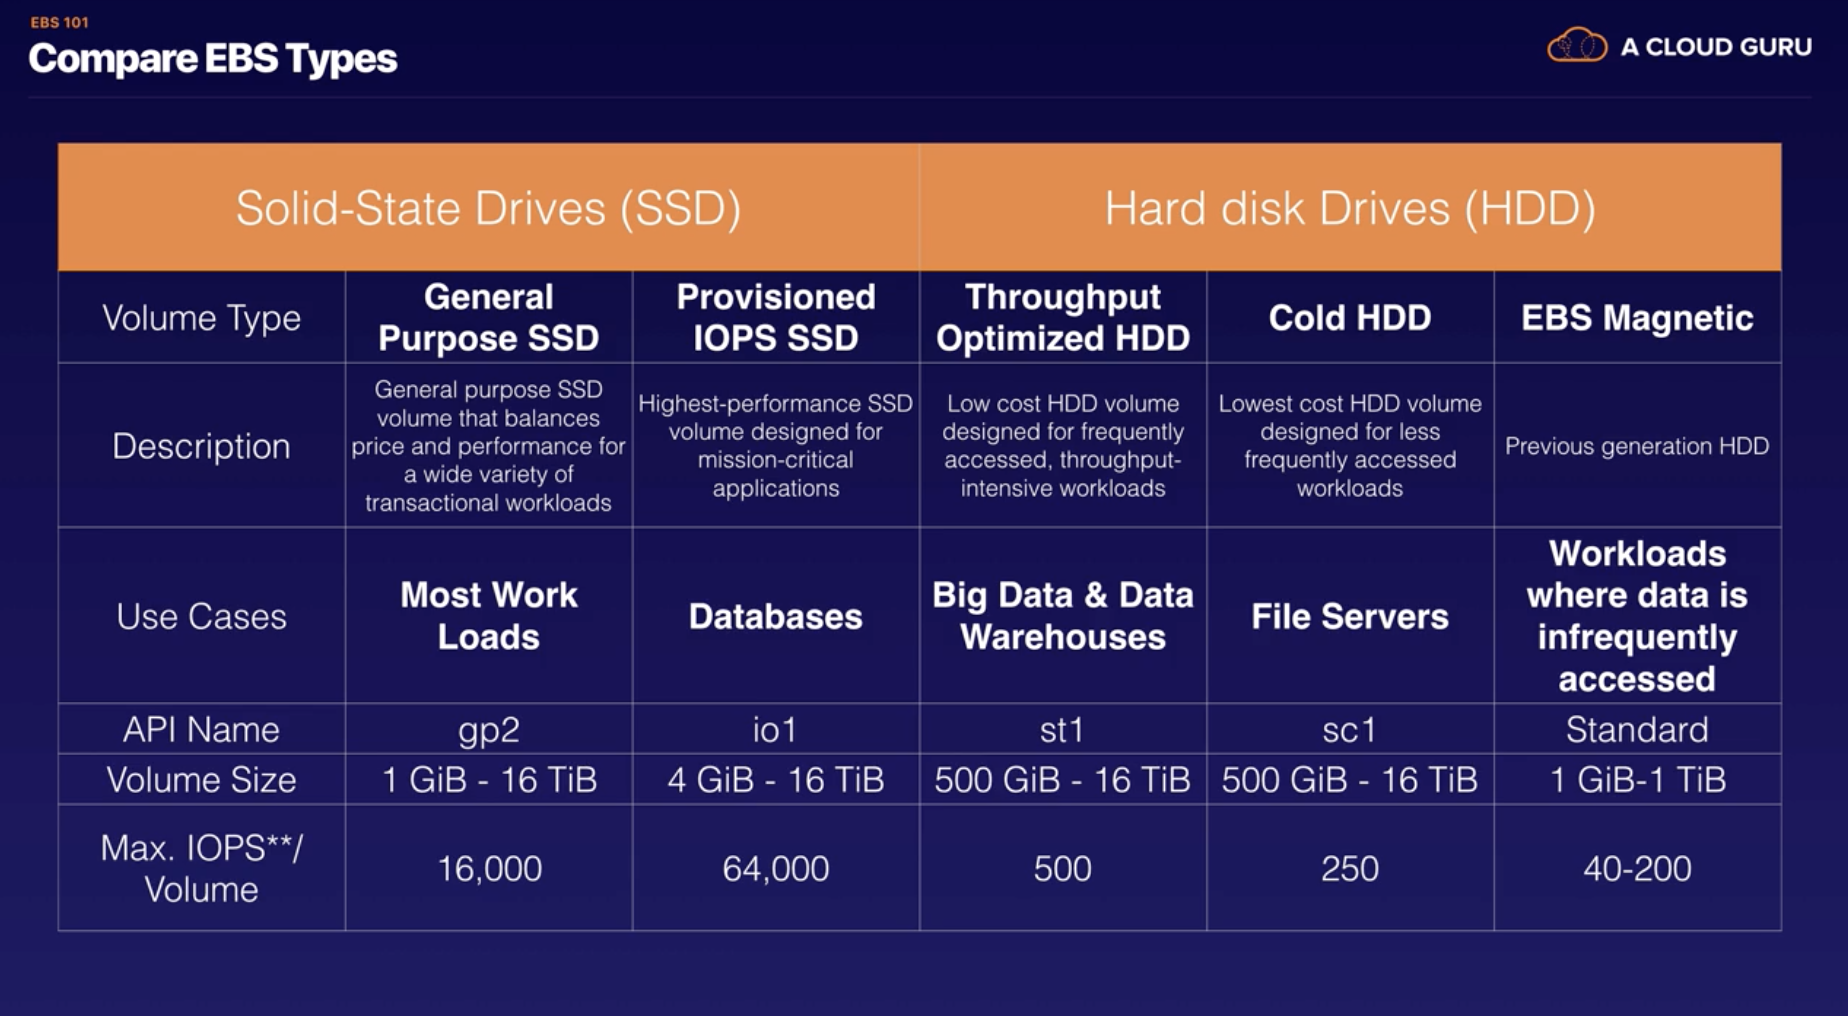 EBS 101
Compare EBS Types
A CLOUD GURU
Solid-State Drives (SSD)
Hard disk Drives (HDD)
Volume Type
General
Purpose SSD
Provisioned
IOPS SSD
Throughput
Optimized HDD
Cold HDD
EBS Magnetic
Description
General purpose SSD
volume that balances
price and performance for
a wide variety of
transactional workloads
Highest-performance SSD
volume designed for
mission-critical
applications
Low cost HDD volume
designed for frequently
accessed, throughput-
intensive workloads
Lowest cost HDD volume
designed for less
frequently accessed
workloads
Previous generation HDD
Use Cases
Most Work
Loads
Databases
Big Data & Data
Warehouses
File Servers
Workloads
where data is
infrequently
accessed
API Name
gp2
io1
st1
sc1
Standard
Volume Size
1 GiB - 16 TiB
4 GiB - 16 TiB
500 GiB - 16 TiB
500 GiB - 16 TiB
1 GiB-1 TiB
Max. IOPS**/
Volume
16,000
64,000
500
250
40-200